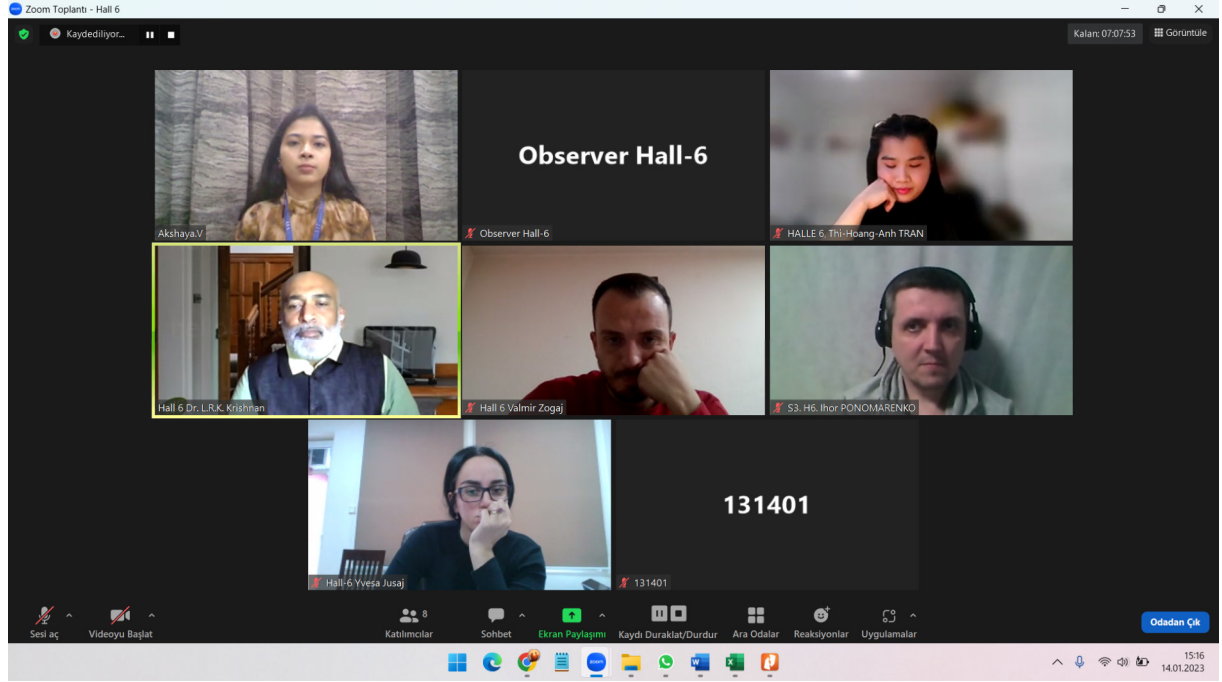 Zoom Toplantı - Hall 6
Kaydediliyor...
Kalan: 07:07:53
Görüntüle
Akshaya.V
Observer Hall-6
Observer Hall-6
HALLE 6, Thi-Hoang-Anh TRAN
Hall 6 Dr. L.R.K. Krishnan
Hall 6 Valmir Zogaj
S3. H6. Ihor PONOMARENKO
Hall-6 Yvesa Jusaj
131401
131401
Sesi aç
Videoyu Başlat
8
Katılımcılar
Sohbet
Ekran Paylaşımı
Kaydı Duraklat/Durdur
Ara Odalar
Reaksiyonlar
Uygulamalar
Odadan Çık
zoom
15:16
14.01.2023